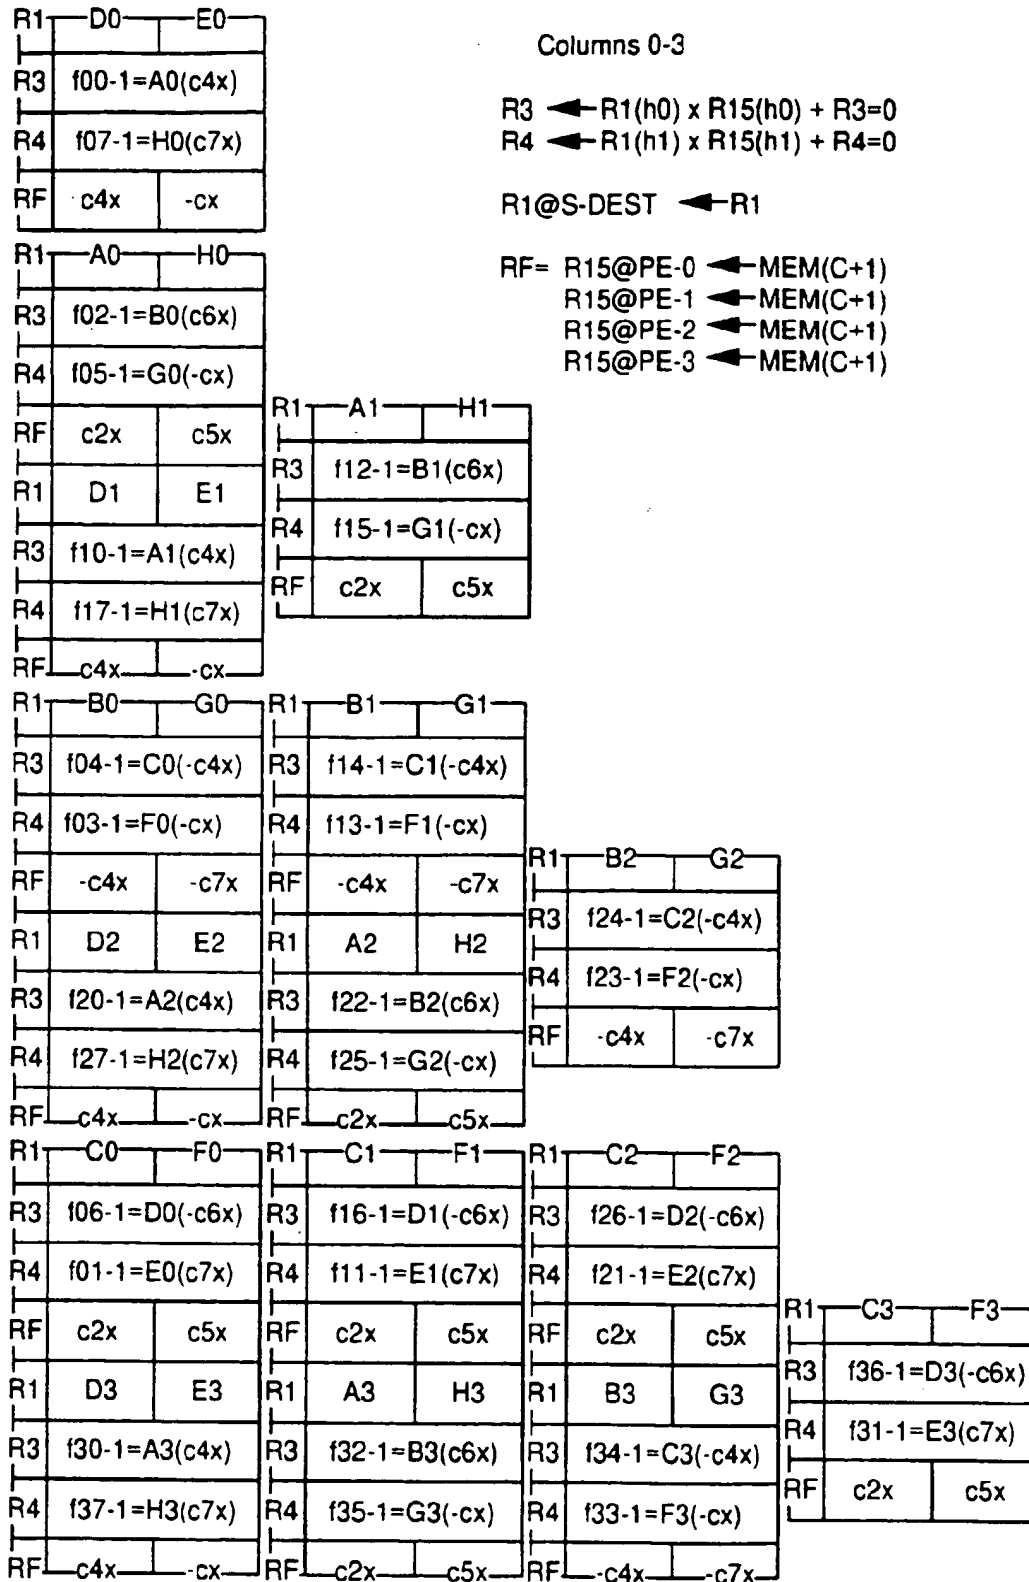 Columns 0-3
R3 ← R1(h0) x R15(h0) + R3=0
R4 ← R1(h1) x R15(h1) + R4=0
R1@S-DEST ← R1
RF= R15@PE-0 ← MEM(C+1)
R15@PE-1 ← MEM(C+1)
R15@PE-2 ← MEM(C+1)
R15@PE-3 ← MEM(C+1)
R1 D0 E0
R3 f00-1=A0(c4x)
R4 f07-1=H0(c7x)
RF c4x -cx
R1 A0 H0
R3 f02-1=B0(c6x)
R4 f05-1=G0(-cx)
RF c2x c5x
R1 D1 E1
R3 f10-1=A1(c4x)
R4 f17-1=H1(c7x)
RF c4x -cx
R1 A1 H1
R3 f12-1=B1(c6x)
R4 f15-1=G1(-cx)
RF c2x c5x
R1 B0 G0
R3 f04-1=C0(-c4x)
R4 f03-1=F0(-cx)
RF -c4x -c7x
R1 D2 E2
R3 f20-1=A2(c4x)
R4 f27-1=H2(c7x)
RF c4x -cx
R1 B1 G1
R3 f14-1=C1(-c4x)
R4 f13-1=F1(-cx)
RF -c4x -c7x
R1 A2 H2
R3 f22-1=B2(c6x)
R4 f25-1=G2(-cx)
RF c2x c5x
R1 B2 G2
R3 f24-1=C2(-c4x)
R4 f23-1=F2(-cx)
RF -c4x -c7x
R1 C0 F0
R3 f06-1=D0(-c6x)
R4 f01-1=E0(c7x)
RF c2x c5x
R1 D3 E3
R3 f30-1=A3(c4x)
R4 f37-1=H3(c7x)
RF c4x -cx
R1 C1 F1
R3 f16-1=D1(-c6x)
R4 f11-1=E1(c7x)
RF c2x c5x
R1 A3 H3
R3 f32-1=B3(c6x)
R4 f35-1=G3(-cx)
RF c2x c5x
R1 C2 F2
R3 f26-1=D2(-c6x)
R4 f21-1=E2(c7x)
RF c2x c5x
R1 B3 G3
R3 f34-1=C3(-c4x)
R4 f33-1=F3(-cx)
RF -c4x -c7x
R1 C3 F3
R3 f36-1=D3(-c6x)
R4 f31-1=E3(c7x)
RF c2x c5x